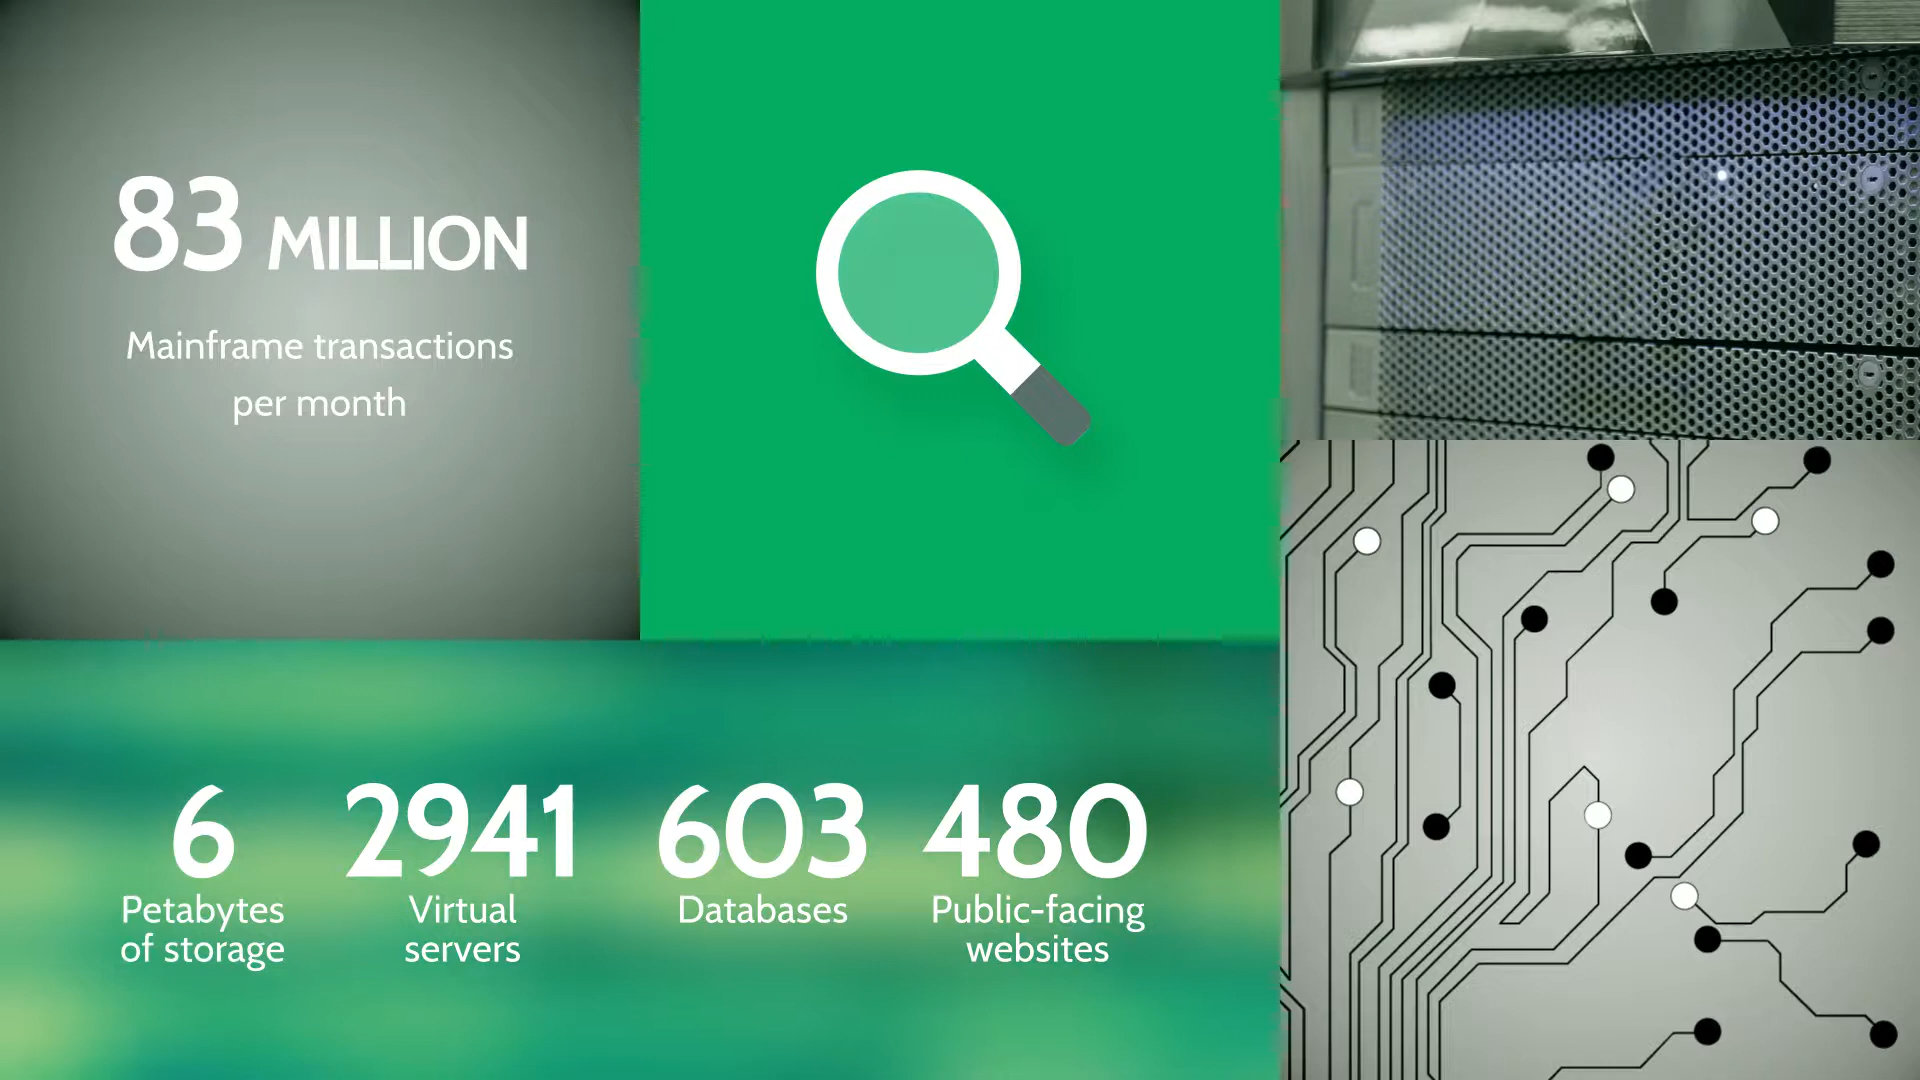 83 MILLION
Mainframe transactions
per month
6 2941 603 480
Petabytes Virtual Databases Public-facing
of storage servers websites